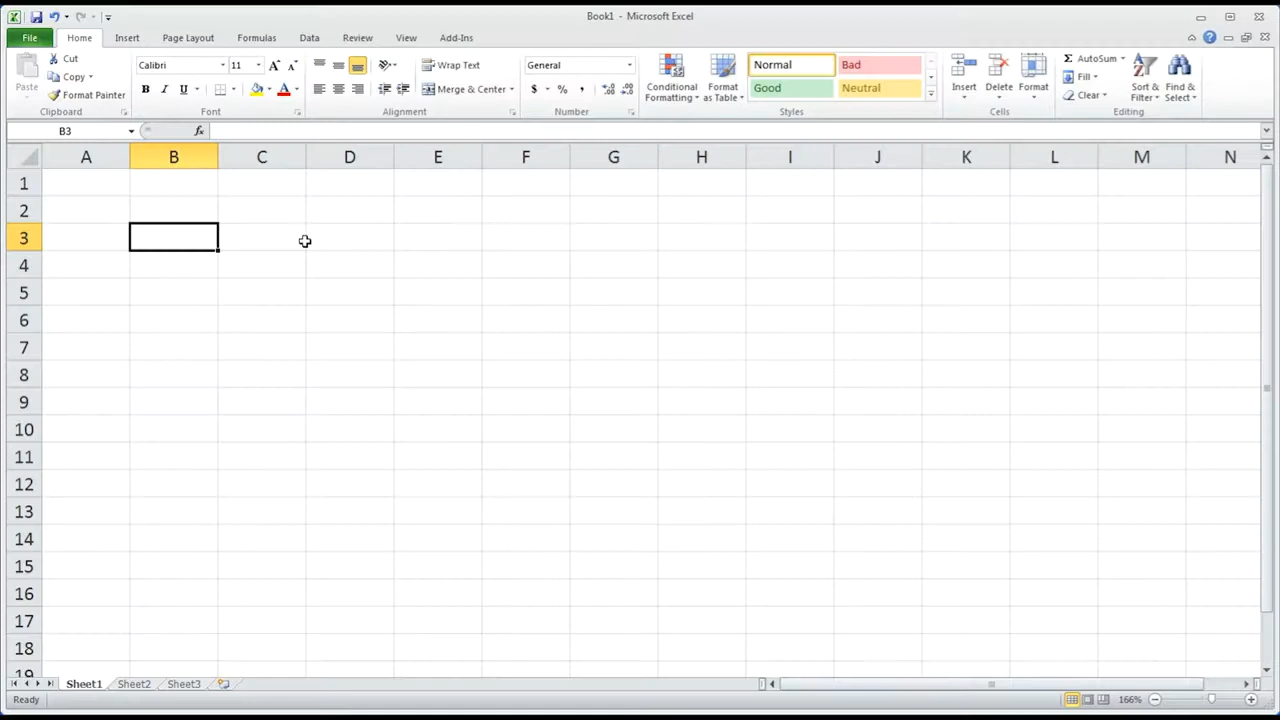 Book1 - Microsoft Excel
File Home Insert Page Layout Formulas Data Review View Add-Ins
Paste
Cut
Copy
Format Painter
Clipboard
Calibri 11
B I U
Font
Wrap Text
Merge & Center
Alignment
General
$ % ,
Number
Conditional Formatting
Format as Table
Normal Bad
Good Neutral
Styles
Insert Delete Format
Cells
Σ AutoSum
Fill
Clear
Sort & Filter
Find & Select
Editing
B3 fx
A B C D E F G H I J K L M N
1
2
3
4
5
6
7
8
9
10
11
12
13
14
15
16
17
18
19
Sheet1 Sheet2 Sheet3
Ready 166%